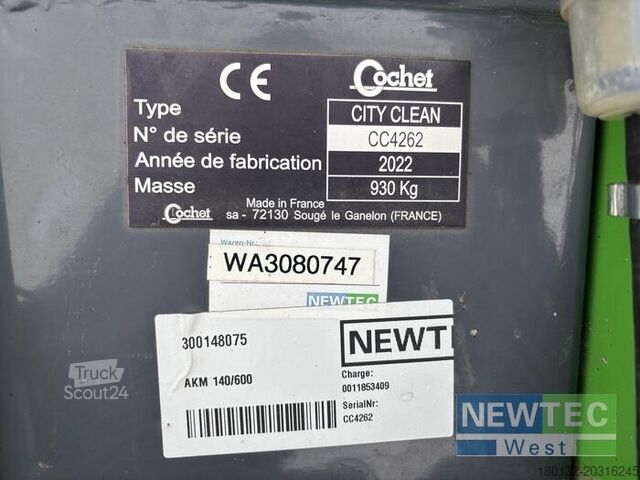 CE Cochet
Type CITY CLEAN
N° de série CC4262
Année de fabrication 2022
Masse 930 Kg
Made in France
Cochet sa - 72130 Sougé le Ganelon (FRANCE)
Waren-Nr.:
WA3080747
NEWTEC
300148075
NEWTEC
AKM 140/600
Charge:
0011853409
SerialNr:
CC4262
Truck
Scout24
NEWTEC
West
180132-20316245